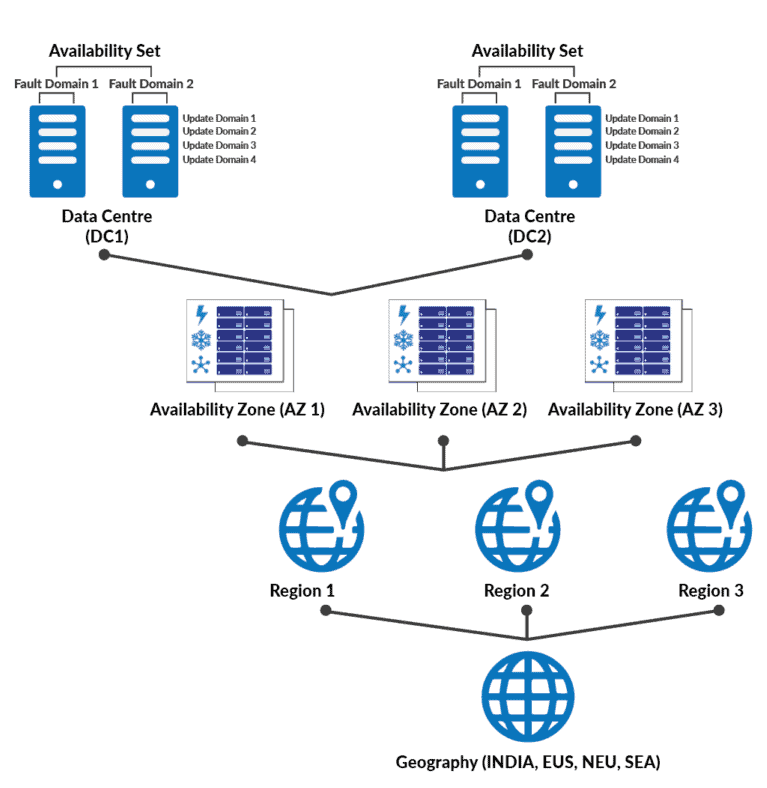 Availability Set
Availability Set
Fault Domain 1 Fault Domain 2
Fault Domain 1 Fault Domain 2
Update Domain 1
Update Domain 2
Update Domain 3
Update Domain 4
Update Domain 1
Update Domain 2
Update Domain 3
Update Domain 4
Data Centre
(DC1)
Data Centre
(DC2)
Availability Zone (AZ 1)
Availability Zone (AZ 2)
Availability Zone (AZ 3)
Region 1
Region 2
Region 3
Geography (INDIA, EUS, NEU, SEA)